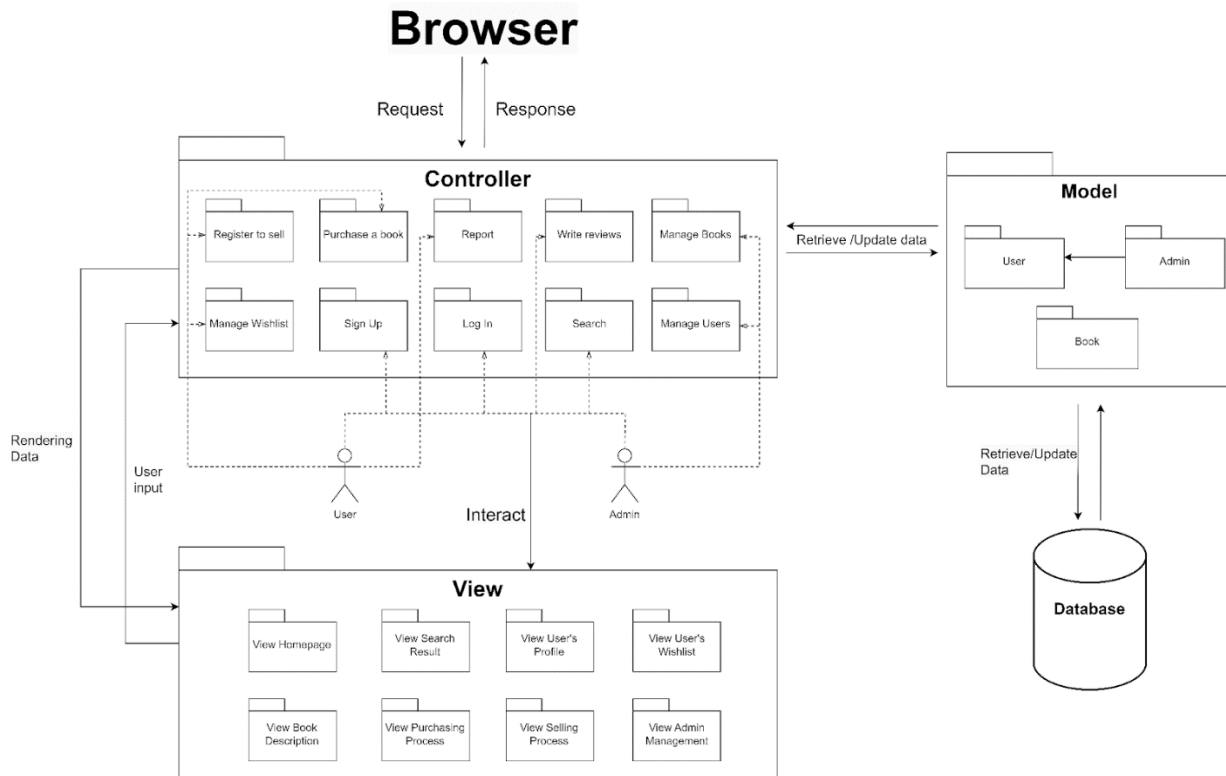 Browser
Request
Response
Controller
Register to sell
Purchase a book
Report
Write reviews
Manage Books
Manage Wishlist
Sign Up
Log In
Search
Manage Users
Retrieve /Update data
Model
User
Admin
Book
Rendering
Data
User
input
User
Interact
Admin
Retrieve/Update
Data
Database
View
View Homepage
View Search
Result
View User's
Profile
View User's
Wishlist
View Book
Description
View Purchasing
Process
View Selling
Process
View Admin
Management